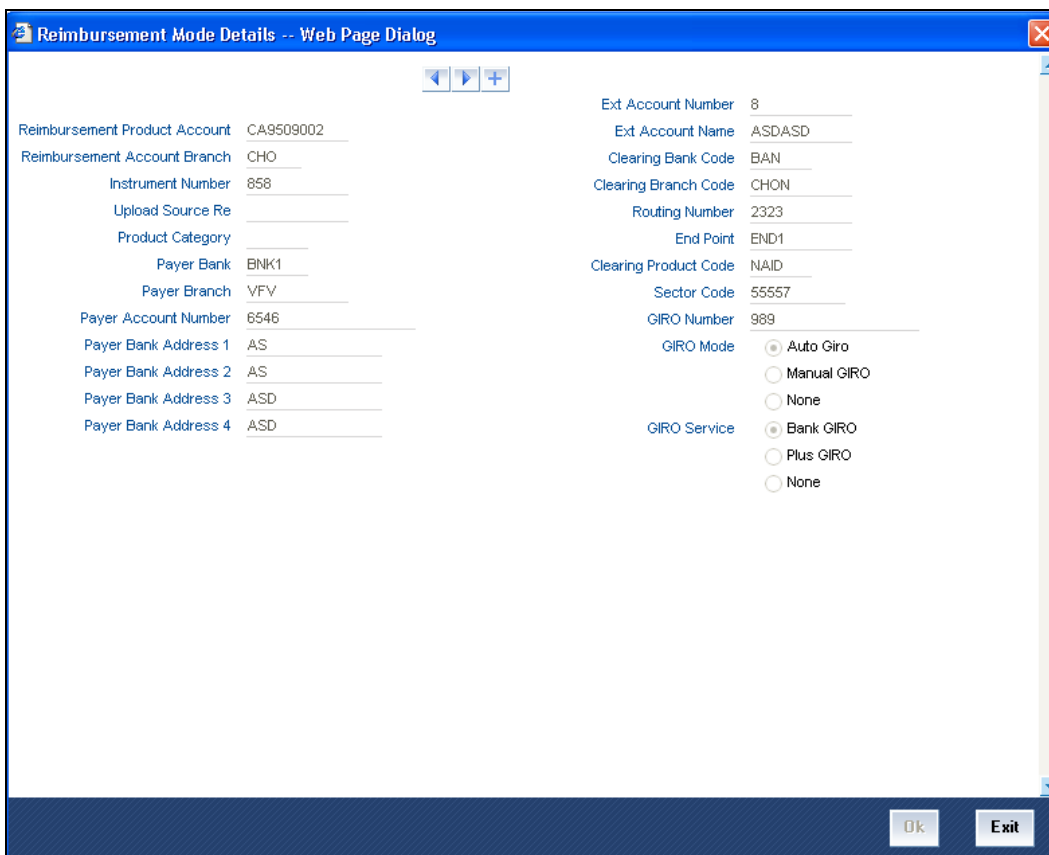 Reimbursement Mode Details -- Web Page Dialog
Reimbursement Product Account CA9509002
Reimbursement Account Branch CHO
Instrument Number 858
Upload Source Re
Product Category
Payer Bank BNK1
Payer Branch VFV
Payer Account Number 6546
Payer Bank Address 1 AS
Payer Bank Address 2 AS
Payer Bank Address 3 ASD
Payer Bank Address 4 ASD
Ext Account Number 8
Ext Account Name ASDASD
Clearing Bank Code BAN
Clearing Branch Code CHON
Routing Number 2323
End Point END1
Clearing Product Code NAID
Sector Code 55557
GIRO Number 989
GIRO Mode Auto Giro
Manual GIRO
None
GIRO Service Bank GIRO
Plus GIRO
None
Ok Exit